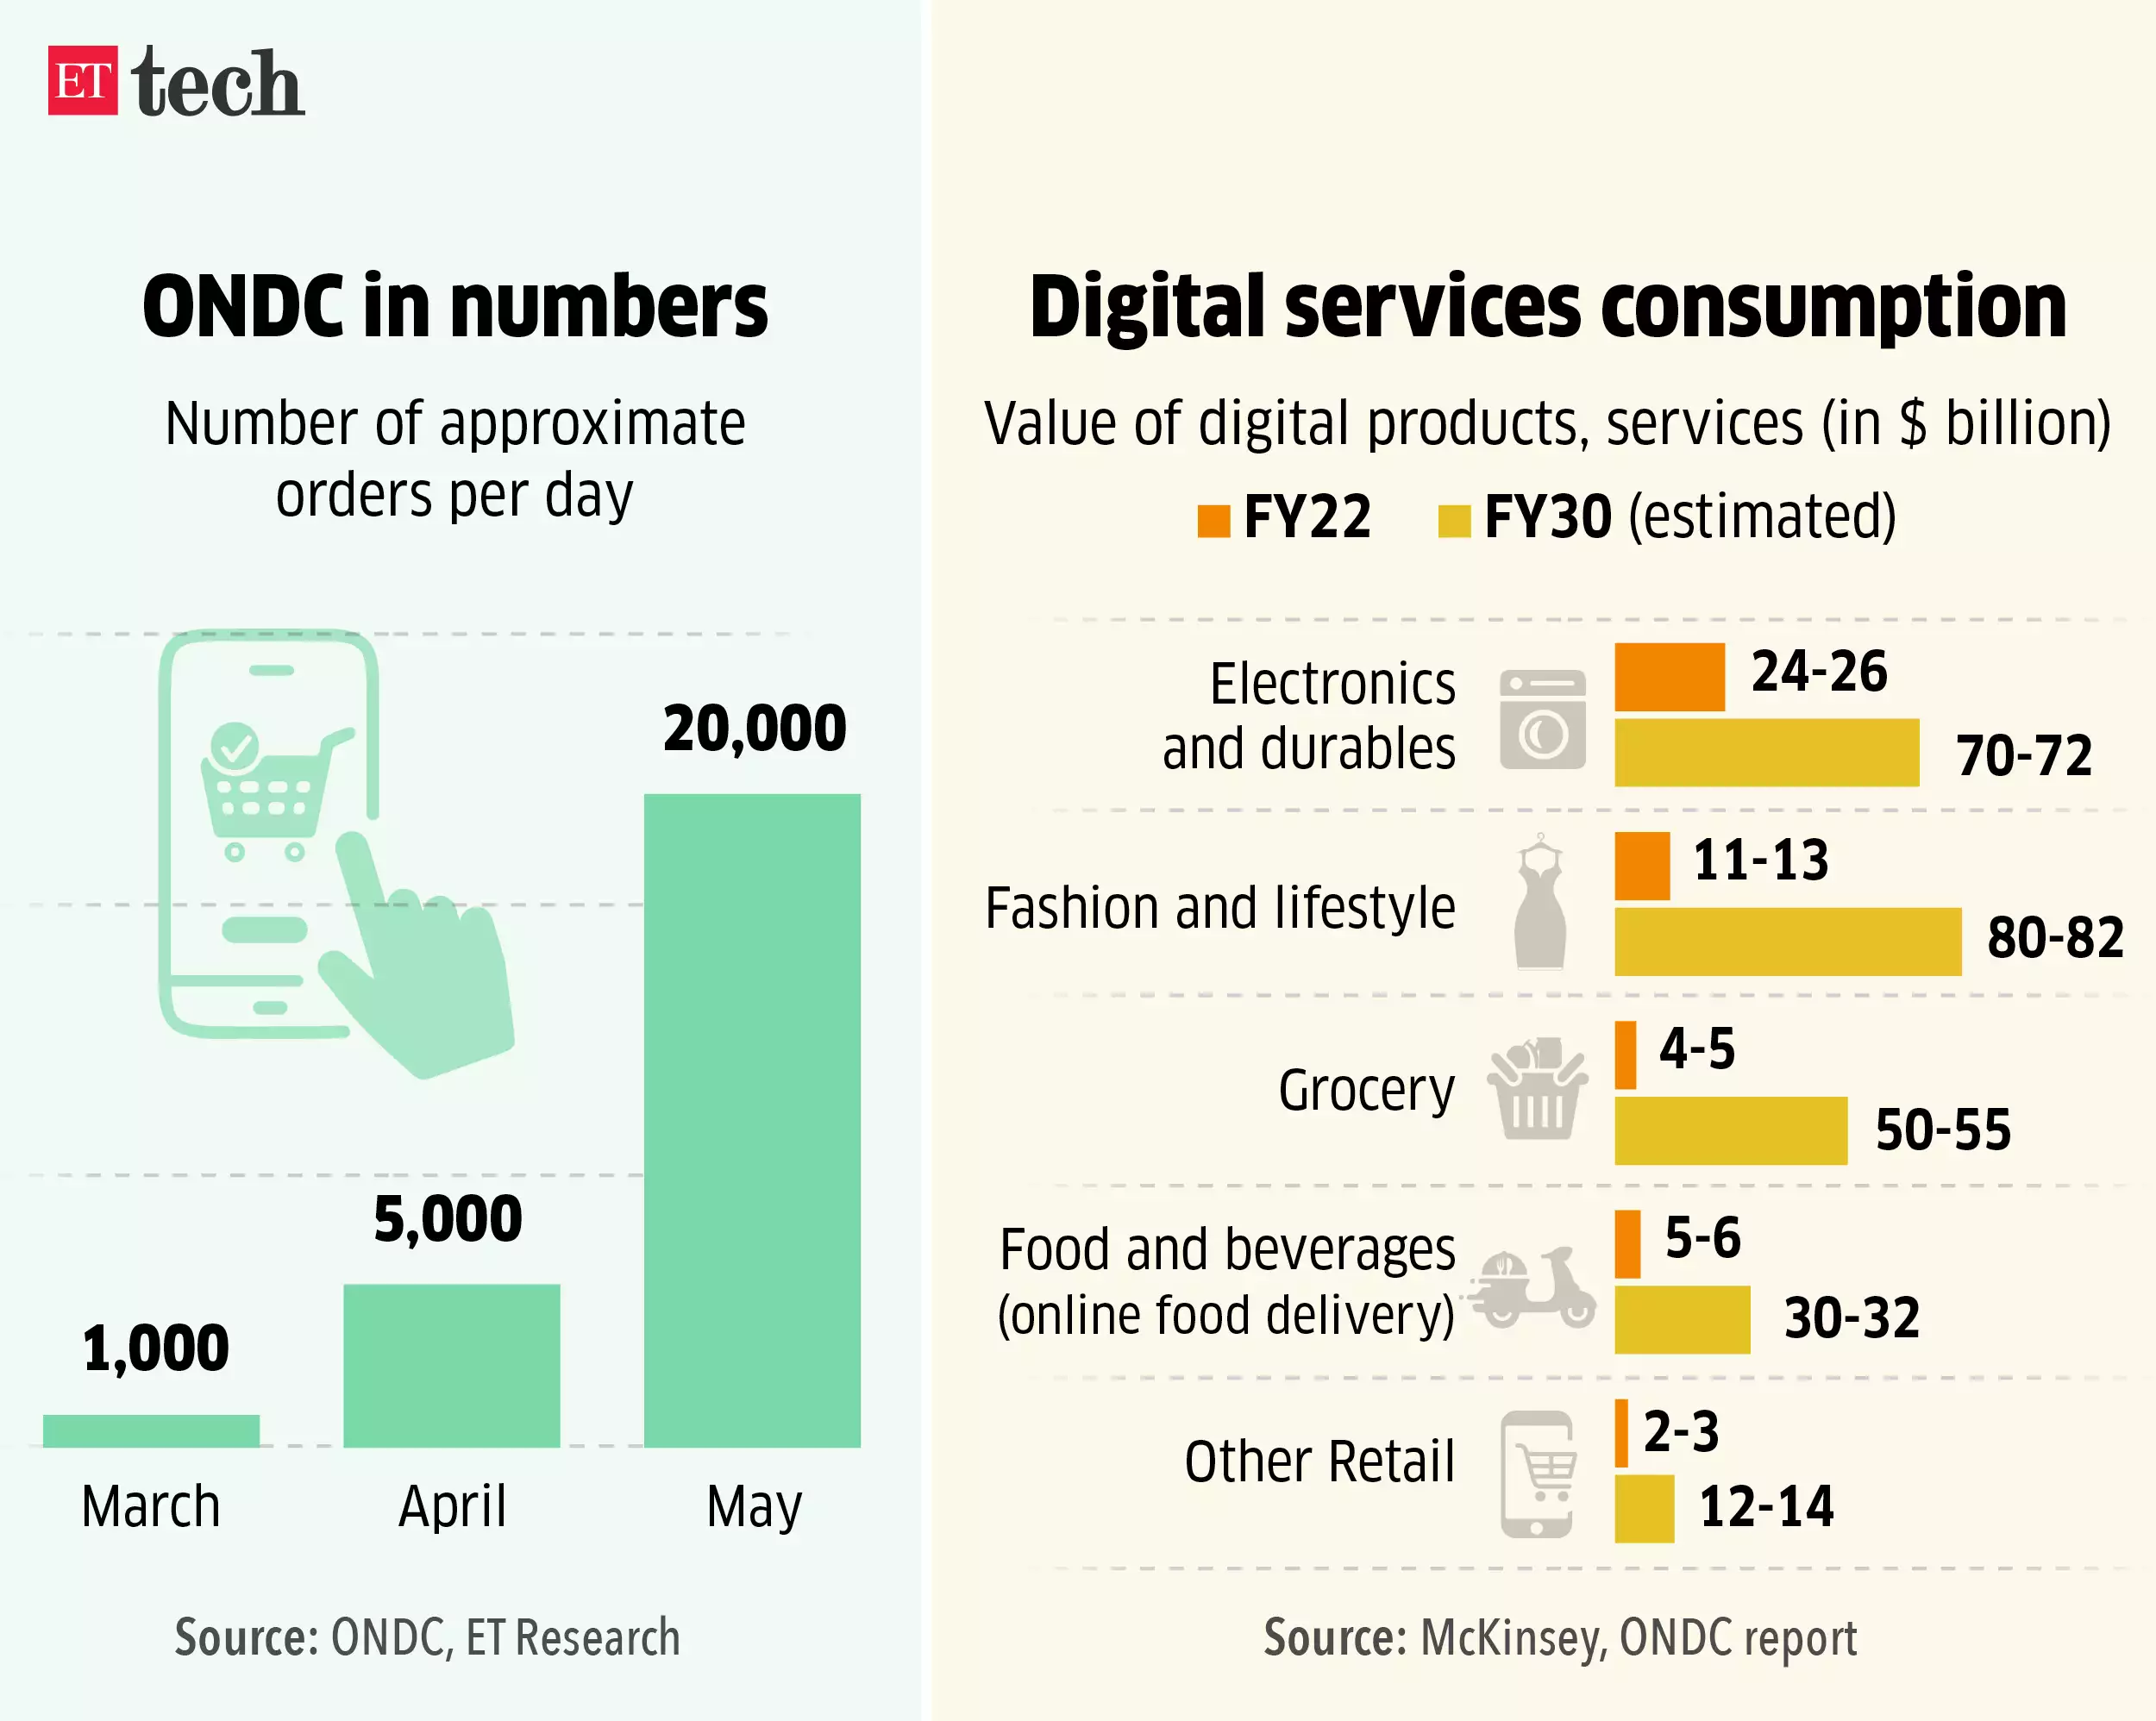 ET tech
ONDC in numbers
Number of approximate
orders per day
20,000
5,000
1,000
March April May
Source: ONDC, ET Research
Digital services consumption
Value of digital products, services (in $ billion)
FY22 FY30 (estimated)
Electronics
and durables
24-26
70-72
Fashion and lifestyle
11-13
80-82
Grocery
4-5
50-55
Food and beverages
(online food delivery)
5-6
30-32
Other Retail
2-3
12-14
Source: McKinsey, ONDC report